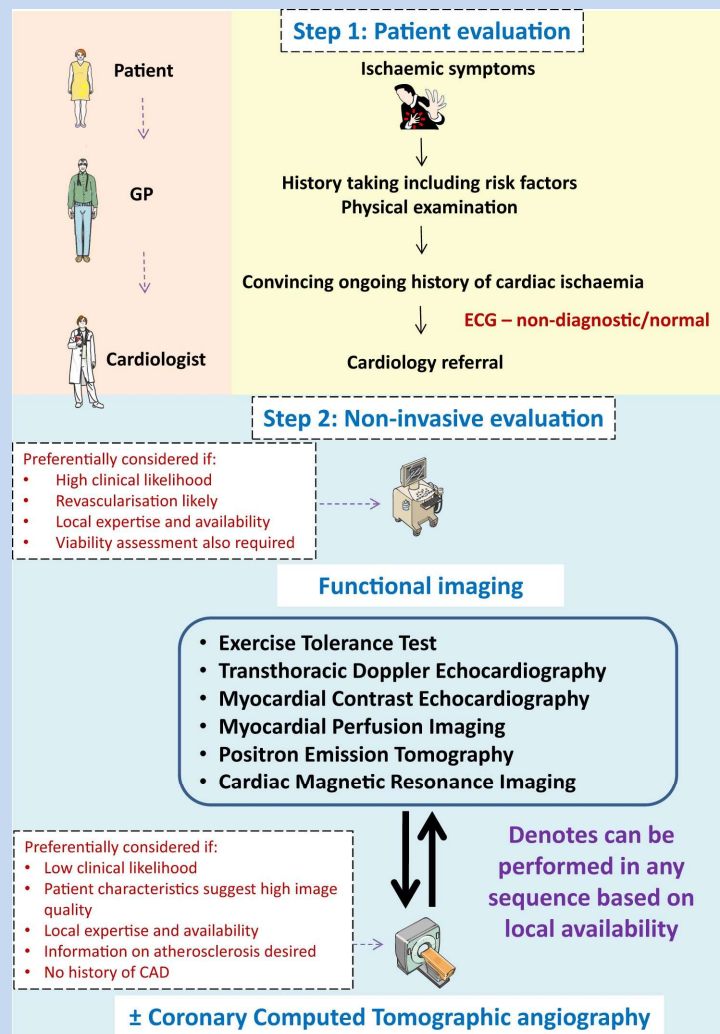 Step 1: Patient evaluation
Patient
GP
Cardiologist
Ischaemic symptoms
History taking including risk factors
Physical examination
Convincing ongoing history of cardiac ischaemia
ECG – non-diagnostic/normal
Cardiology referral
Step 2: Non-invasive evaluation
Preferentially considered if:
• High clinical likelihood
• Revascularisation likely
• Local expertise and availability
• Viability assessment also required
Functional imaging
• Exercise Tolerance Test
• Transthoracic Doppler Echocardiography
• Myocardial Contrast Echocardiography
• Myocardial Perfusion Imaging
• Positron Emission Tomography
• Cardiac Magnetic Resonance Imaging
Denotes can be
performed in any
sequence based on
local availability
Preferentially considered if:
• Low clinical likelihood
• Patient characteristics suggest high image
quality
• Local expertise and availability
• Information on atherosclerosis desired
• No history of CAD
± Coronary Computed Tomographic angiography